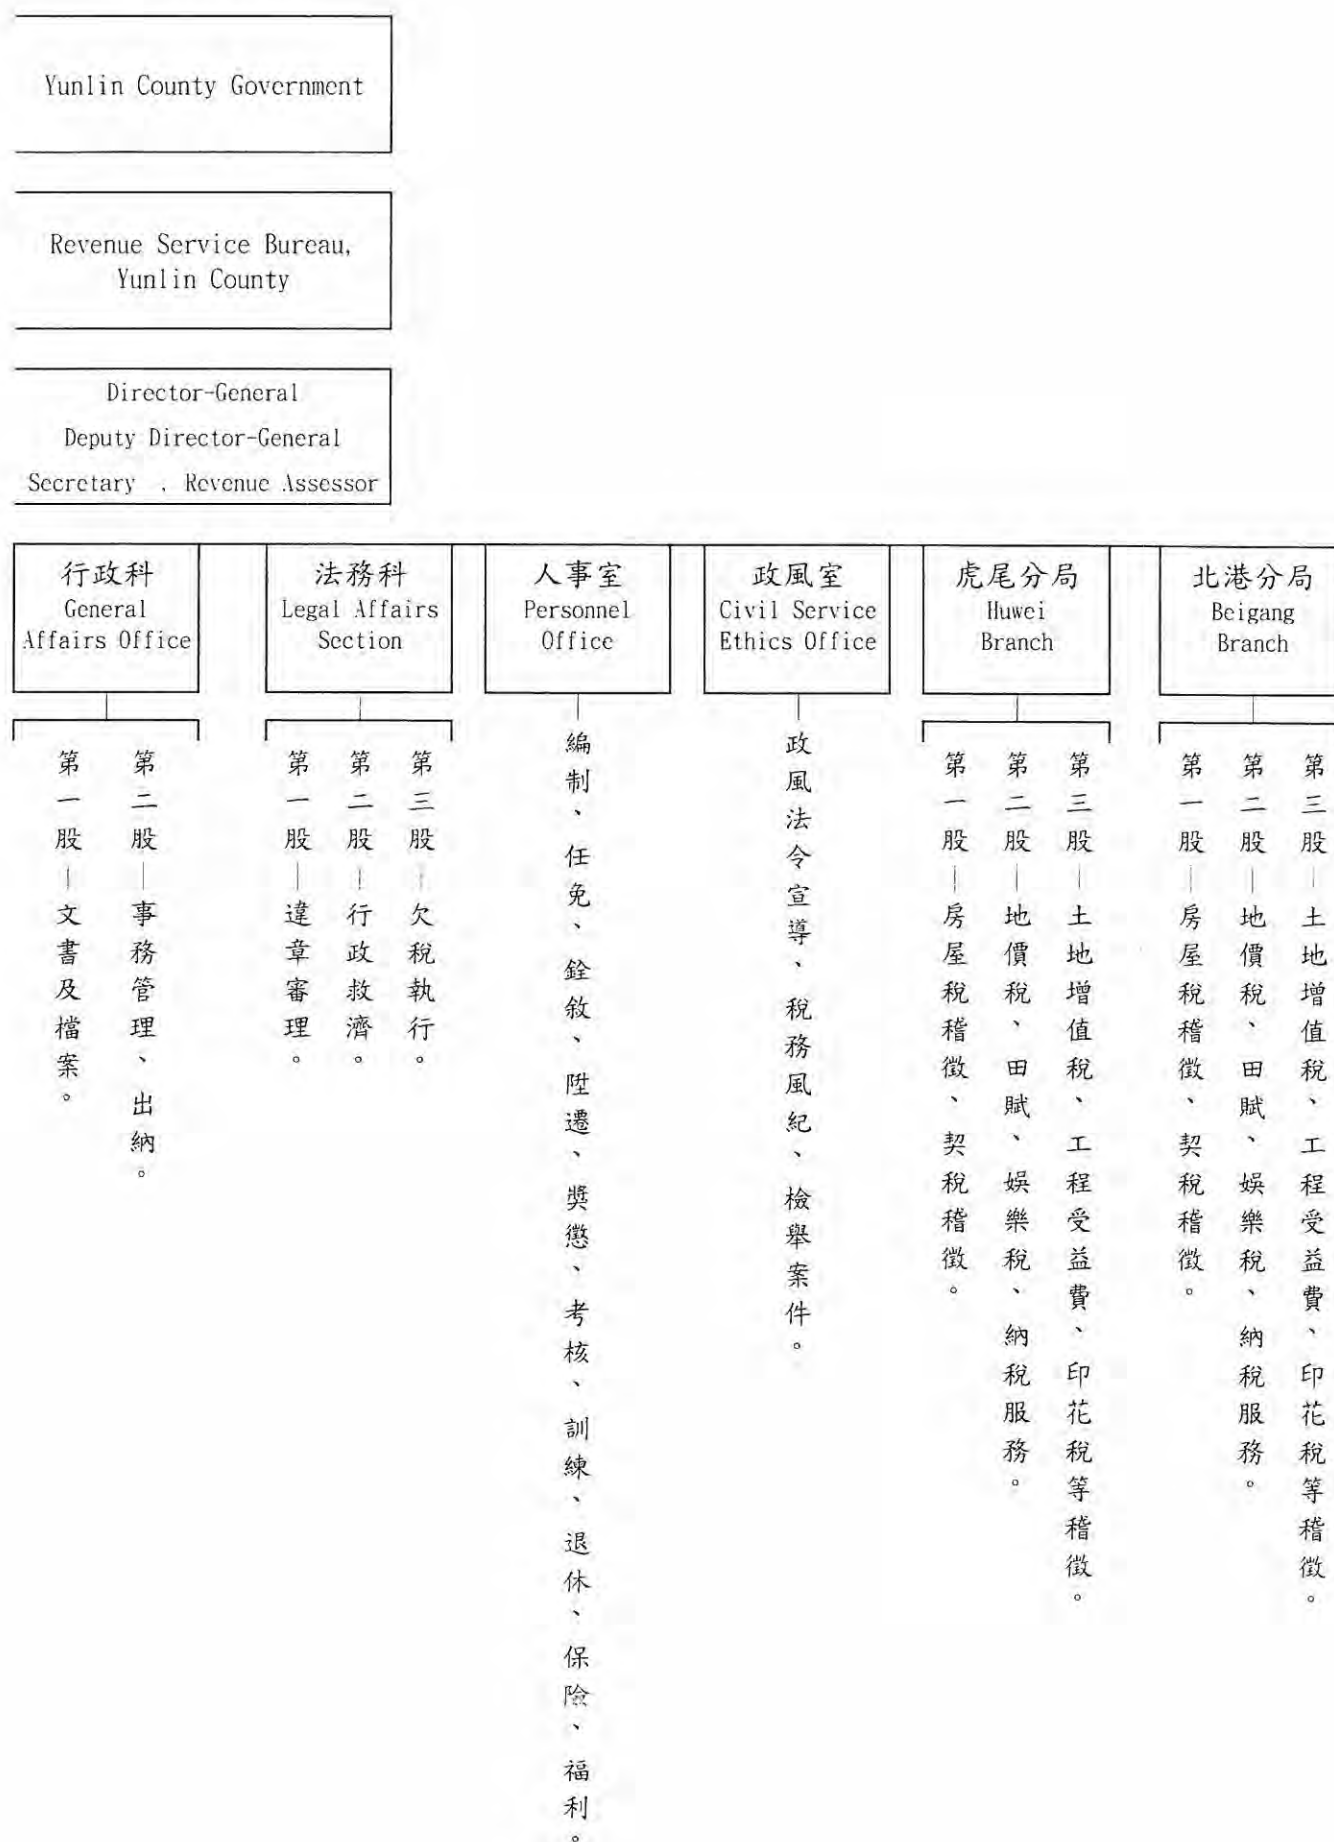 Yunlin County Government
Revenue Service Bureau,
Yunlin County
Director-General
Deputy Director-General
Secretary 、Revenue Assessor
行政科
General
Affairs Office
第一股—文書及檔案。
第二股—事務管理、出納。
法務科
Legal Affairs
Section
第一股—違章審理。
第二股—行政救濟。
第三股—欠稅執行。
人事室
Personnel
Office
編制、任免、銓敘、陞遷、獎懲、考核、訓練、退休、保險、福利。
政風室
Civil Service
Ethics Office
政風法令宣導、稅務風紀、檢舉案件。
虎尾分局
Huwei
Branch
第一股—房屋稅稽徵、契稅稽徵。
第二股—地價稅、田賦、娛樂稅、納稅服務。
第三股—土地增值稅、工程受益費、印花稅等稽徵。
北港分局
Beigang
Branch
第一股—房屋稅稽徵、契稅稽徵。
第二股—地價稅、田賦、娛樂稅、納稅服務。
第三股—土地增值稅、工程受益費、印花稅等稽徵。